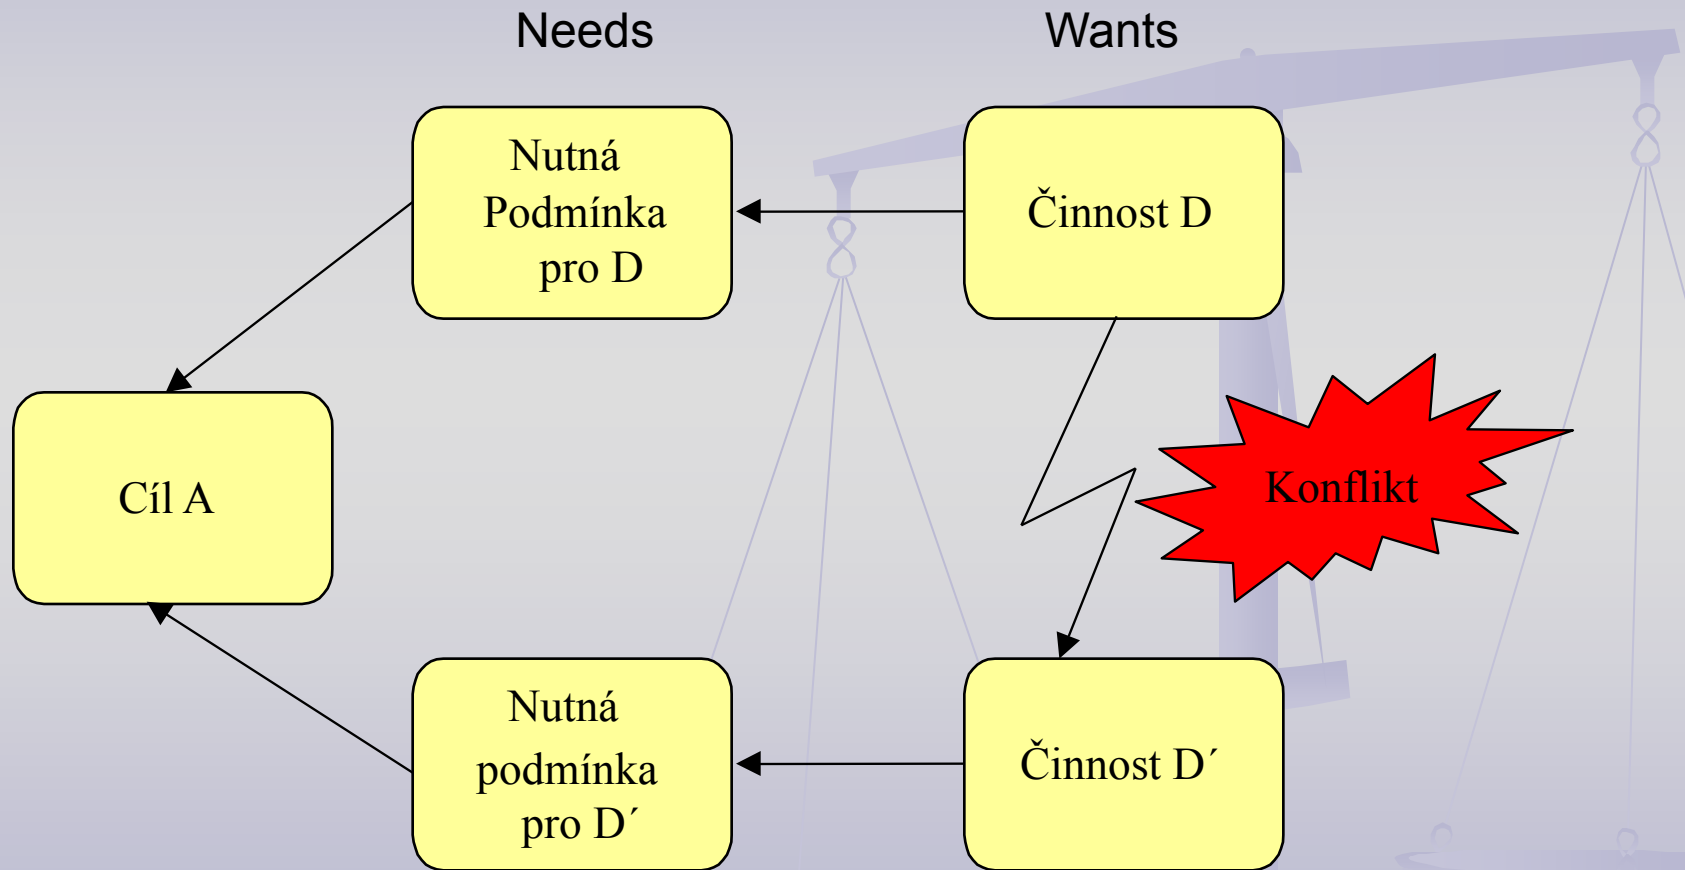 Needs
Wants
Nutná
Podmínka
pro D
Činnost D
Cíl A
Konflikt
Nutná
podmínka
pro D´
Činnost D´